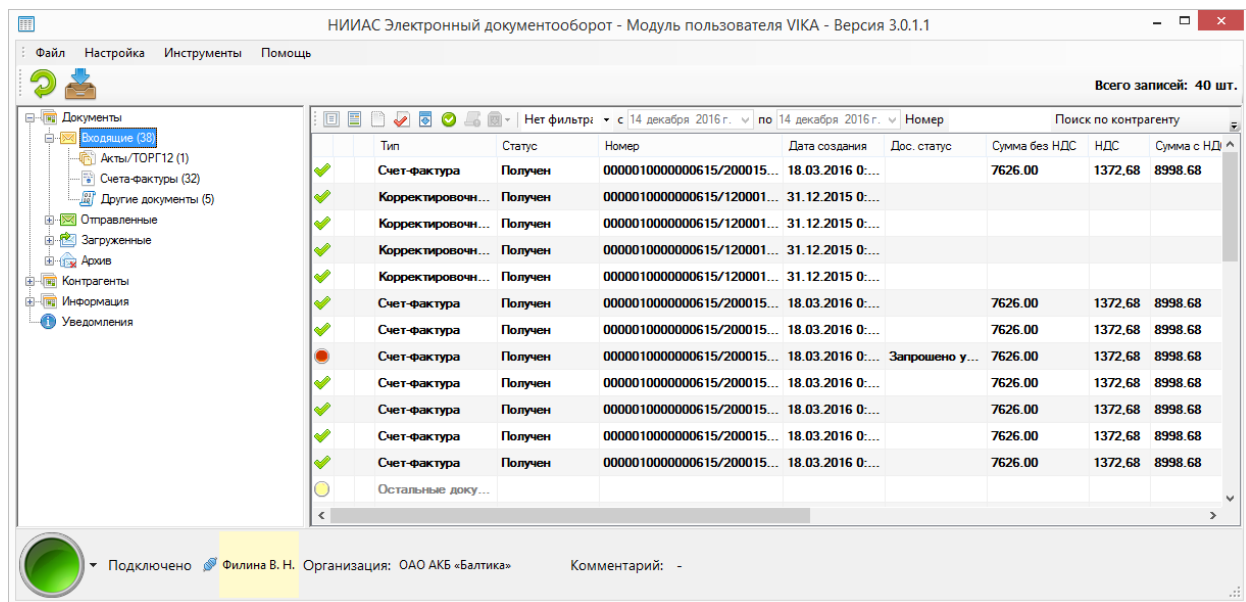 НИИАС Электронный документооборот - Модуль пользователя VIKA - Версия 3.0.1.1
Файл Настройка Инструменты Помощь
Всего записей: 40 шт.
Документы
Входящие (38)
Акты/ТОРГ12 (1)
Счета-фактуры (32)
Другие документы (5)
Отправленные
Загруженные
Архив
Контрагенты
Информация
Уведомления
Нет фильтра с 14 декабря 2016 г. по 14 декабря 2016 г. Номер Поиск по контрагенту
Тип Статус Номер Дата создания Дос. статус Сумма без НДС НДС Сумма с НД
Счет-фактура Получен 0000010000000615/200015... 18.03.2016 0:... 7626.00 1372,68 8998.68
Корректировочн... Получен 0000010000000615/120001... 31.12.2015 0:...
Корректировочн... Получен 0000010000000615/120001... 31.12.2015 0:...
Корректировочн... Получен 0000010000000615/120001... 31.12.2015 0:...
Корректировочн... Получен 0000010000000615/120001... 31.12.2015 0:...
Счет-фактура Получен 0000010000000615/200015... 18.03.2016 0:... 7626.00 1372,68 8998.68
Счет-фактура Получен 0000010000000615/200015... 18.03.2016 0:... 7626.00 1372,68 8998.68
Счет-фактура Получен 0000010000000615/200015... 18.03.2016 0:... Запрошено у... 7626.00 1372,68 8998.68
Счет-фактура Получен 0000010000000615/200015... 18.03.2016 0:... 7626.00 1372,68 8998.68
Счет-фактура Получен 0000010000000615/200015... 18.03.2016 0:... 7626.00 1372,68 8998.68
Счет-фактура Получен 0000010000000615/200015... 18.03.2016 0:... 7626.00 1372,68 8998.68
Счет-фактура Получен 0000010000000615/200015... 18.03.2016 0:... 7626.00 1372,68 8998.68
Остальные доку...
Подключено Филина В. Н. Организация: ОАО АКБ «Балтика» Комментарий: -